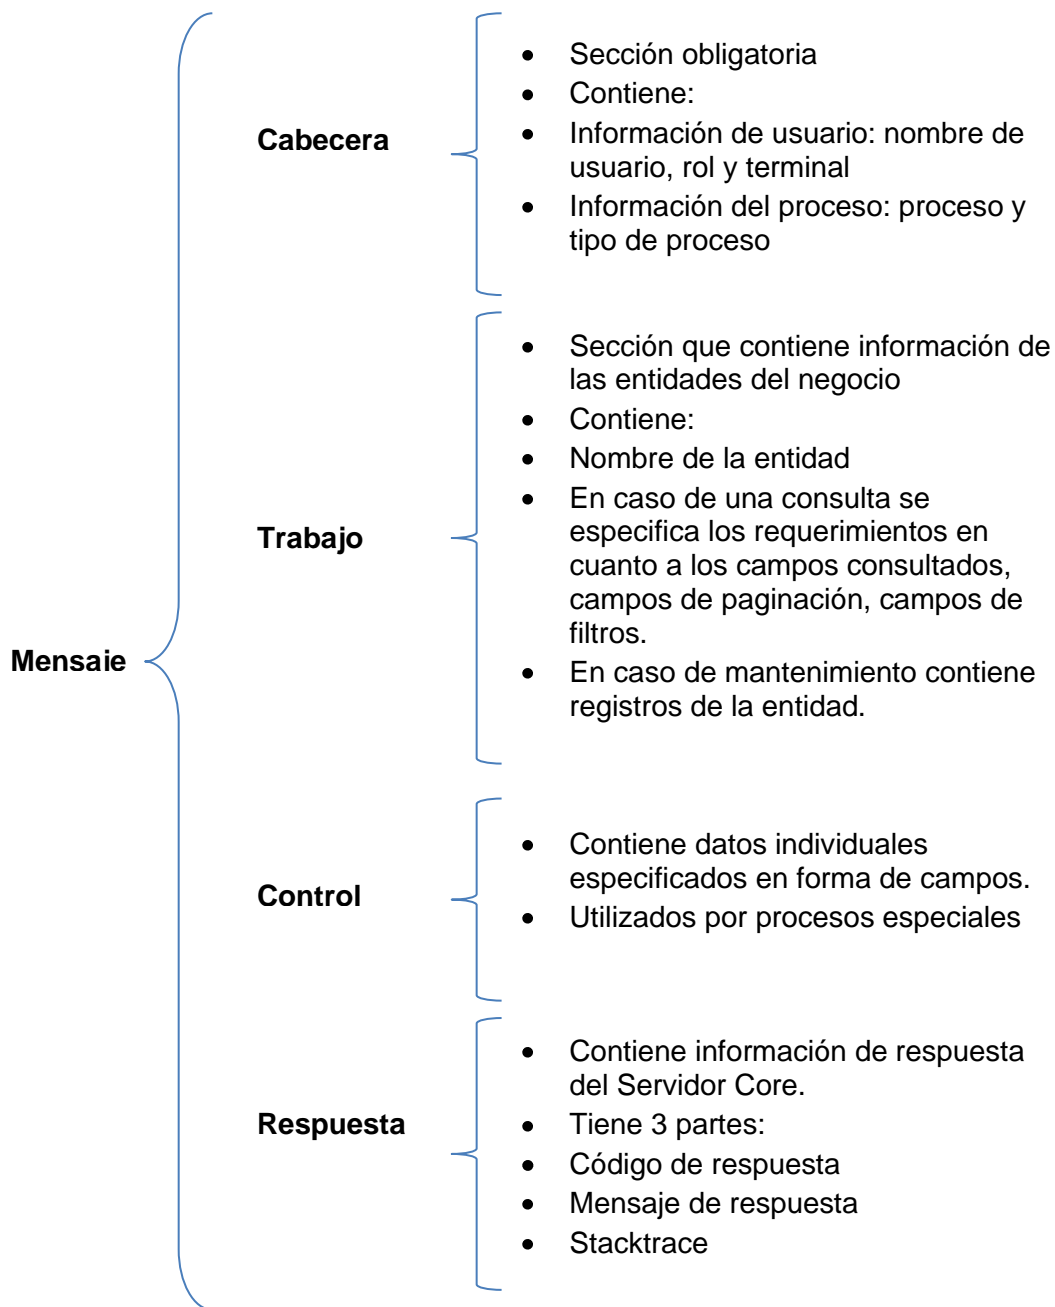 Mensaie
Cabecera
• Sección obligatoria
• Contiene:
• Información de usuario: nombre de
usuario, rol y terminal
• Información del proceso: proceso y
tipo de proceso
Trabajo
• Sección que contiene información de
las entidades del negocio
• Contiene:
• Nombre de la entidad
• En caso de una consulta se
especifica los requerimientos en
cuanto a los campos consultados,
campos de paginación, campos de
filtros.
• En caso de mantenimiento contiene
registros de la entidad.
Control
• Contiene datos individuales
especificados en forma de campos.
• Utilizados por procesos especiales
Respuesta
• Contiene información de respuesta
del Servidor Core.
• Tiene 3 partes:
• Código de respuesta
• Mensaje de respuesta
• Stacktrace